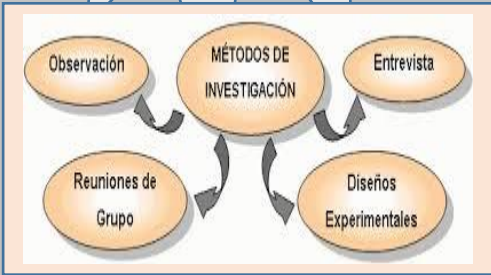 Observación
MÉTODOS DE
INVESTIGACIÓN
Entrevista
Reuniones de
Grupo
Diseños
Experimentales